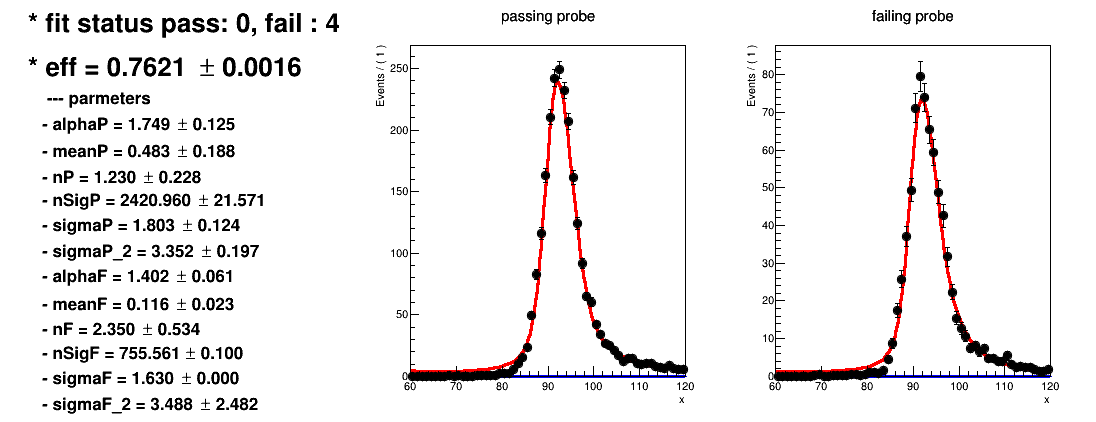 * fit status pass: 0, fail : 4
* eff = 0.7621 ± 0.0016
--- parmeters
- alphaP = 1.749 ± 0.125
- meanP = 0.483 ± 0.188
- nP = 1.230 ± 0.228
- nSigP = 2420.960 ± 21.571
- sigmaP = 1.803 ± 0.124
- sigmaP_2 = 3.352 ± 0.197
- alphaF = 1.402 ± 0.061
- meanF = 0.116 ± 0.023
- nF = 2.350 ± 0.534
- nSigF = 755.561 ± 0.100
- sigmaF = 1.630 ± 0.000
- sigmaF_2 = 3.488 ± 2.482
passing probe
Events / ( 1 )
250
200
150
100
50
0
60 70 80 90 100 110 120
x
failing probe
Events / ( 1 )
80
70
60
50
40
30
20
10
0
60 70 80 90 100 110 120
x